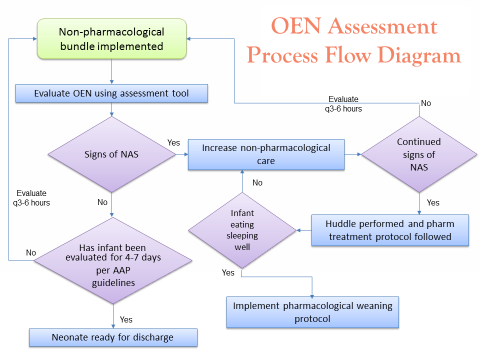 OEN Assessment
Process Flow Diagram
Non-pharmacological
bundle implemented
Evaluate OEN using assessment tool
Evaluate
q3-6 hours
No
Signs of NAS
Yes
Increase non-pharmacological
care
Continued
signs of
NAS
No
No
Yes
Evaluate
q3-6 hours
Infant
eating
sleeping
well
Huddle performed and pharm
treatment protocol followed
Has infant been
evaluated for 4-7 days
per AAP
guidelines
No
Yes
Implement pharmacological weaning
protocol
Yes
Neonate ready for discharge